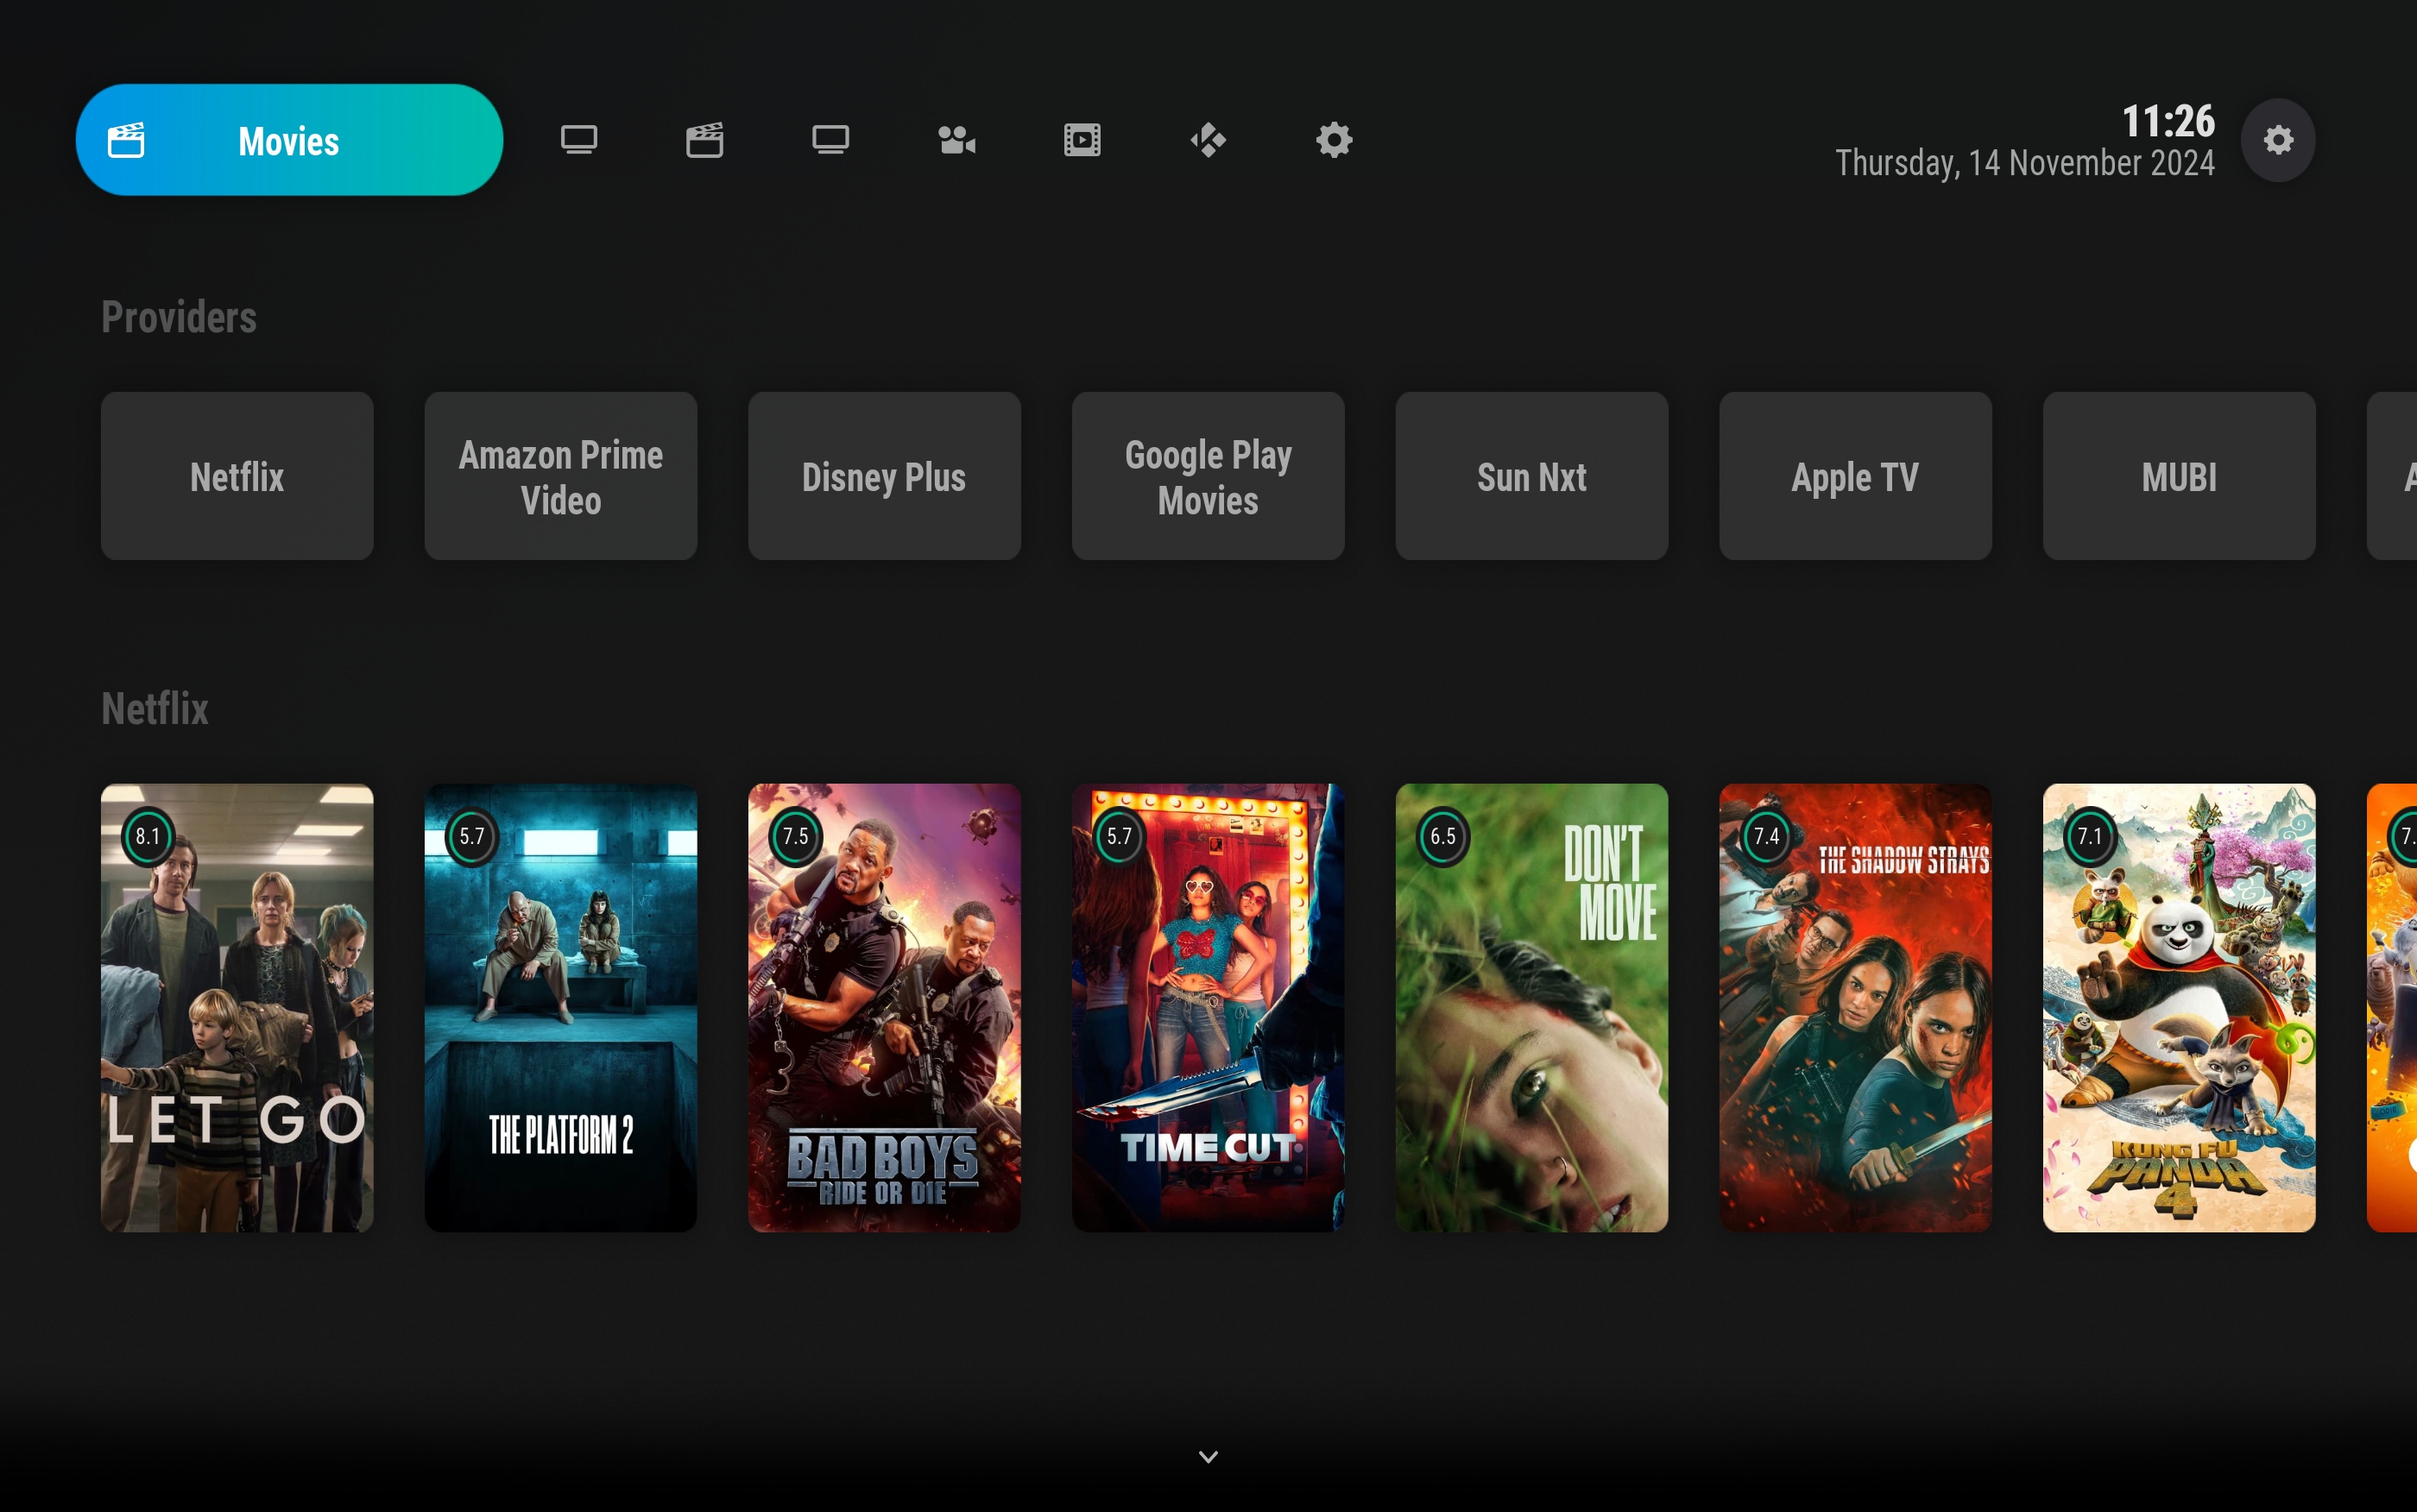 Movies
11:26
Thursday, 14 November 2024
Providers
Netflix
Amazon Prime
Video
Disney Plus
Google Play
Movies
Sun Nxt
Apple TV
MUBI
Netflix
8.1
LET GO
5.7
THE PLATFORM 2
7.5
BAD BOYS
RIDE OR DIE
5.7
TIME CUT
6.5
DON'T
MOVE
7.4
THE SHADOW STRAYS
7.1
KUNG FU
PANDA
4